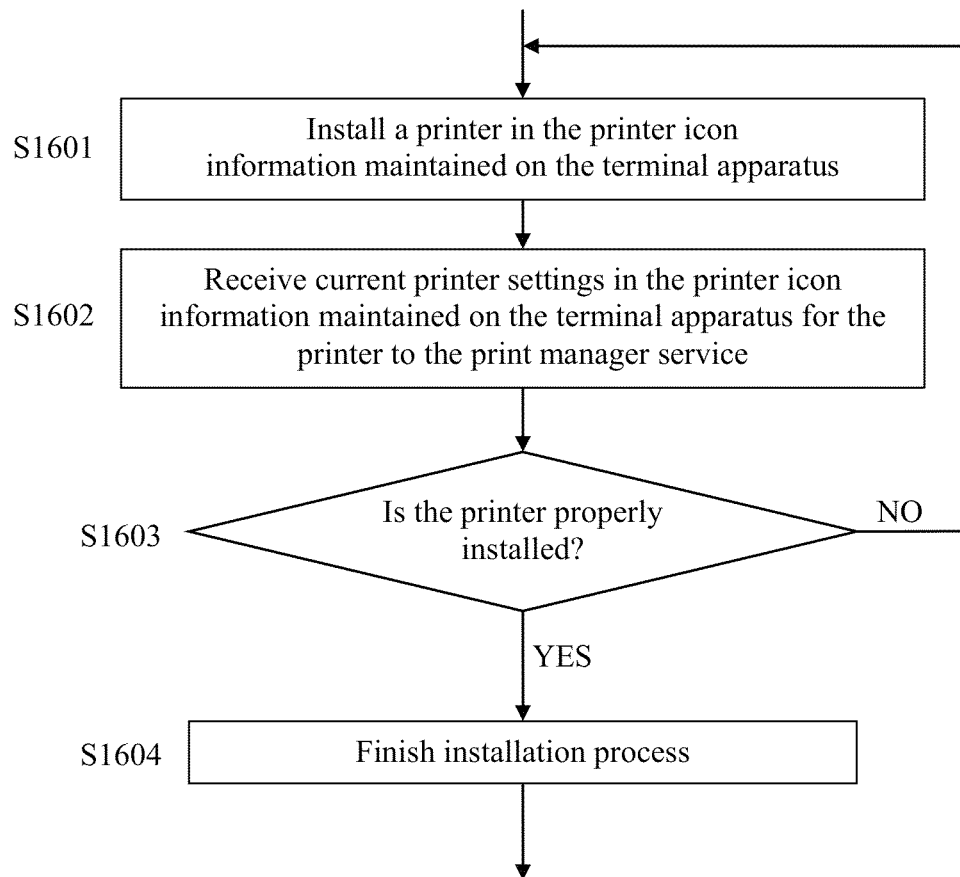 S1601
Install a printer in the printer icon
information maintained on the terminal apparatus
S1602
Receive current printer settings in the printer icon
information maintained on the terminal apparatus for the
printer to the print manager service
S1603
Is the printer properly
installed?
NO
YES
S1604
Finish installation process